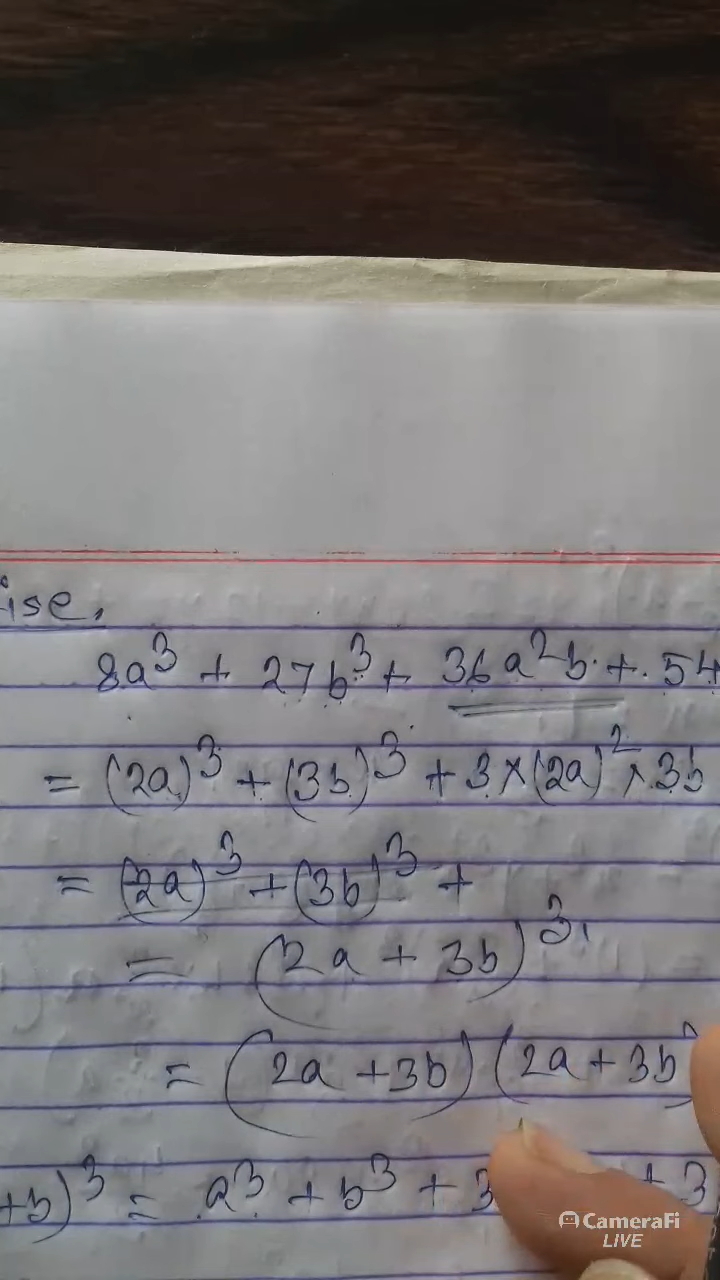 ise.
8a³ + 27b³ + 36a²b + 54
= (2a)³ + (3b)³ + 3×(2a)²×3b
= (2a)³ + (3b)³ +
= (2a + 3b)³
= (2a + 3b) (2a + 3b
+b)³ = a³ + b³ + 3 + 3
CameraFi
LIVE